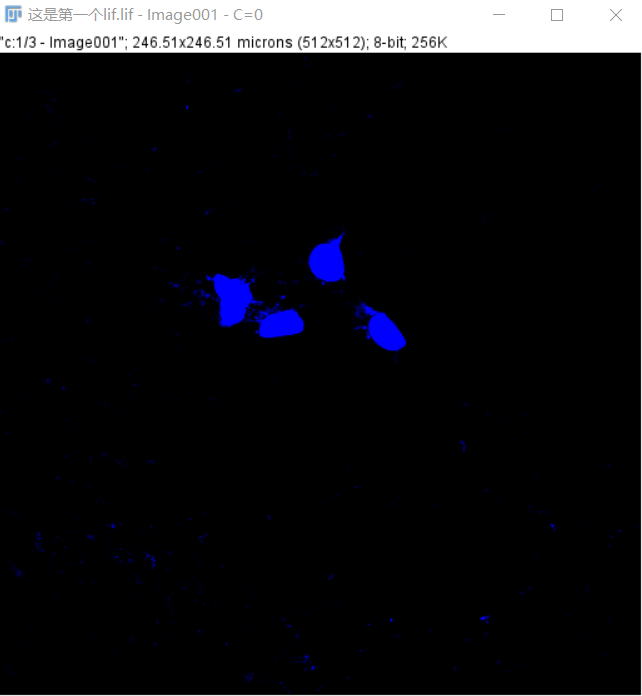 这是第一个lif.lif - Image001 - C=0
"c:1/3 - Image001"; 246.51x246.51 microns (512x512); 8-bit; 256K